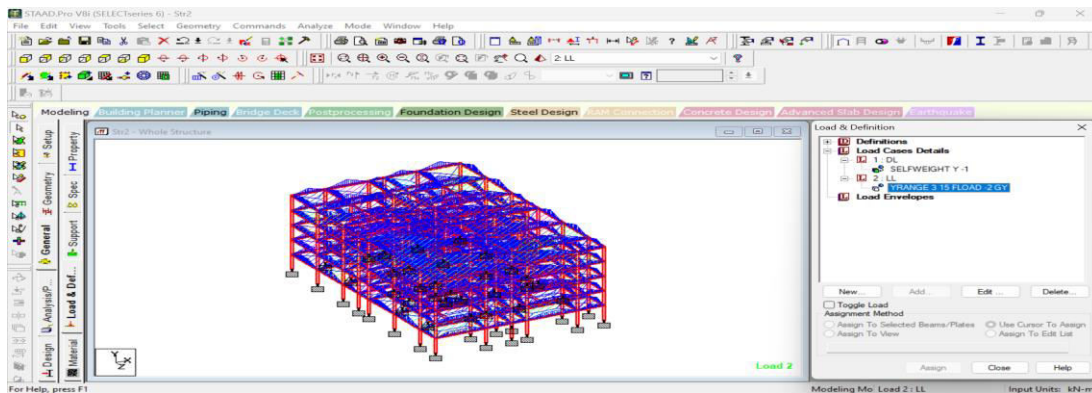 STAAD.Pro V8i (SELECTseries 6) - Str2
File Edit View Tools Select Geometry Commands Analyze Mode Window Help
2: LL
Modeling Building Planner Piping Bridge Deck Postprocessing Foundation Design Steel Design RAM Connection Concrete Design Advanced Slab Design Earthquake
Setup
Geometry
General
Analysis/P...
Design
Property
Spec
Support
Load & Def...
Material
Str2 - Whole Structure
Y
X
Z
Load 2
Load & Definition
Definitions
Load Cases Details
1 : DL
SELFWEIGHT Y -1
2 : LL
YRANGE 3 15 FLOAD -2 GY
Load Envelopes
New... Add... Edit ... Delete...
Toggle Load
Assignment Method
Assign To Selected Beams/Plates Use Cursor To Assign
Assign To View Assign To Edit List
Assign Close Help
For Help, press F1 Modeling Mo Load 2 : LL Input Units: kN-m